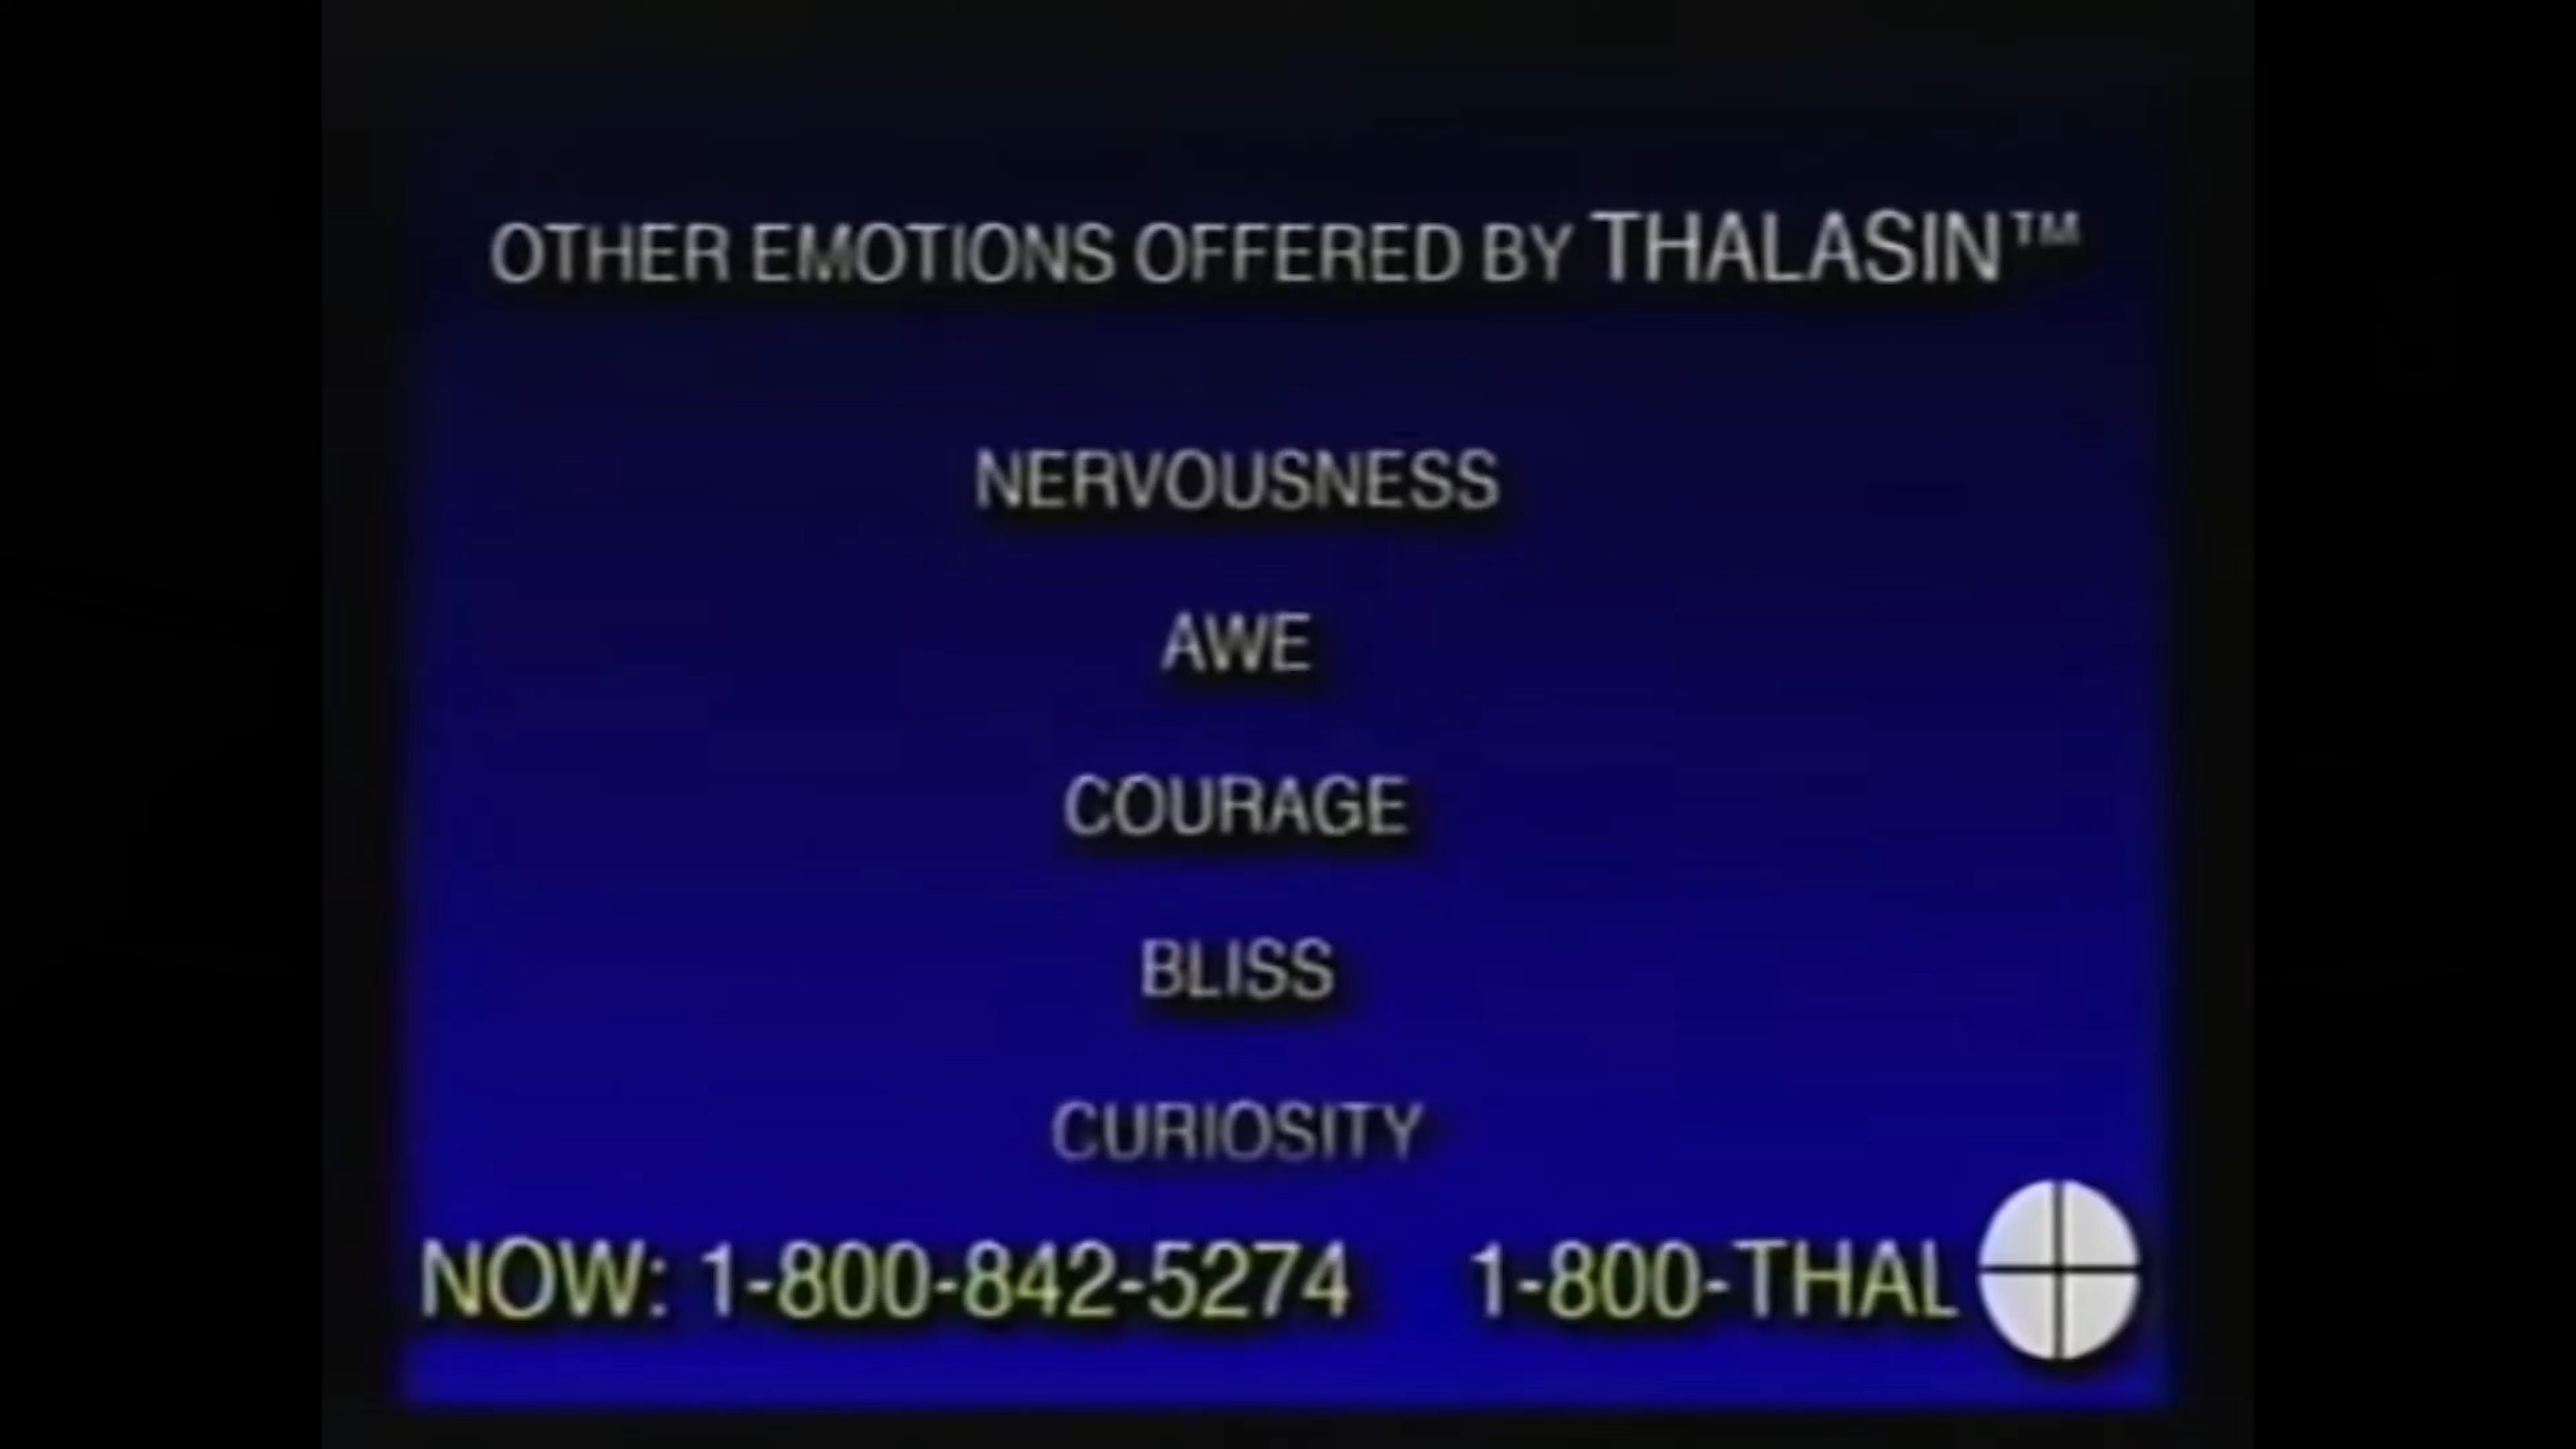 OTHER EMOTIONS OFFERED BY THALASIN™
NERVOUSNESS
AWE
COURAGE
BLISS
CURIOSITY
NOW: 1-800-842-5274 1-800-THAL